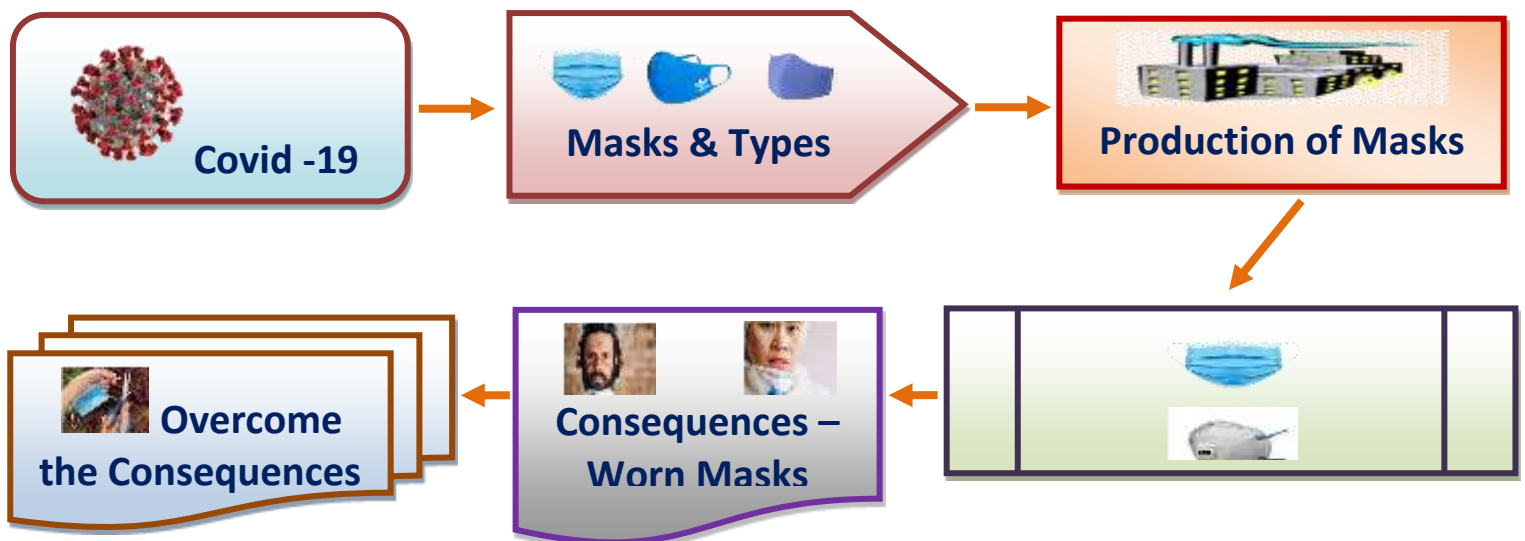 Covid -19
Masks & Types
Production of Masks
Consequences –
Worn Masks
Overcome
the Consequences